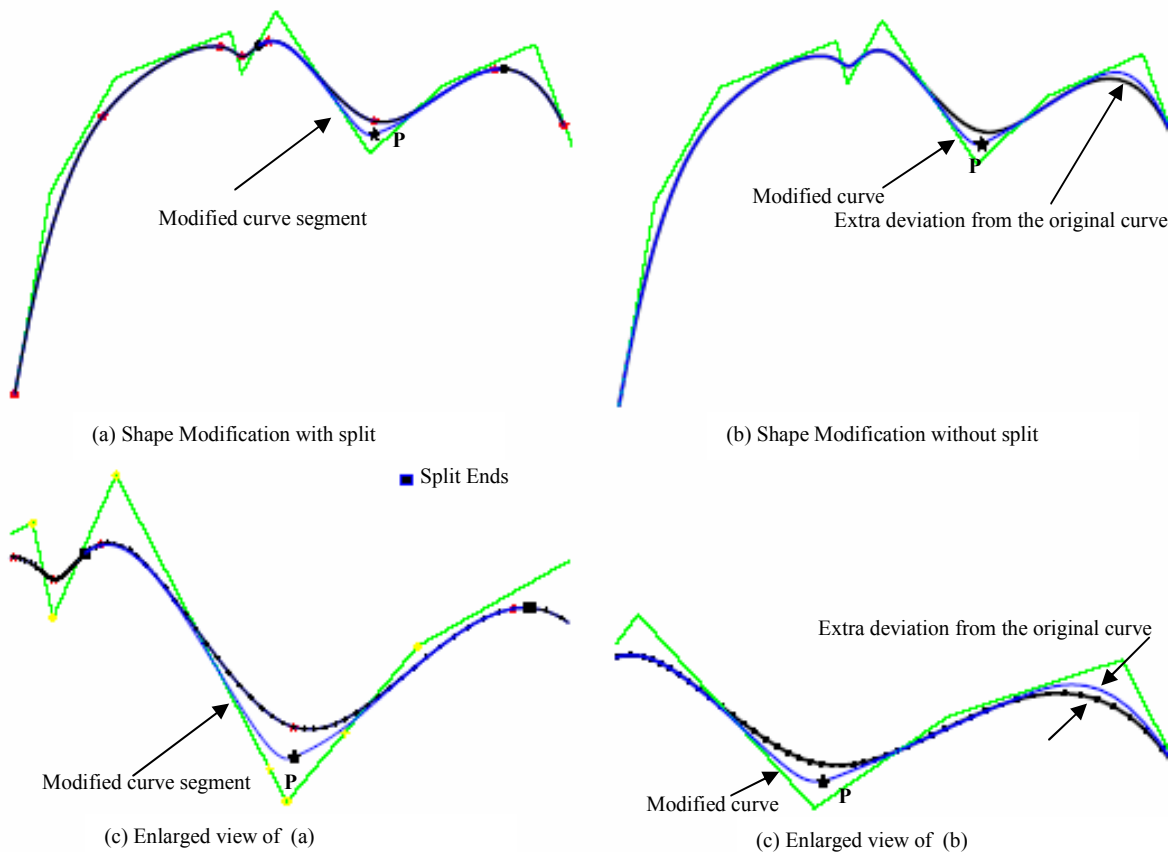 P
Modified curve segment
P
Modified curve
Extra deviation from the original curve
(a) Shape Modification with split
(b) Shape Modification without split
Split Ends
Modified curve segment
P
(c) Enlarged view of (a)
Extra deviation from the original curve
Modified curve
P
(c) Enlarged view of (b)